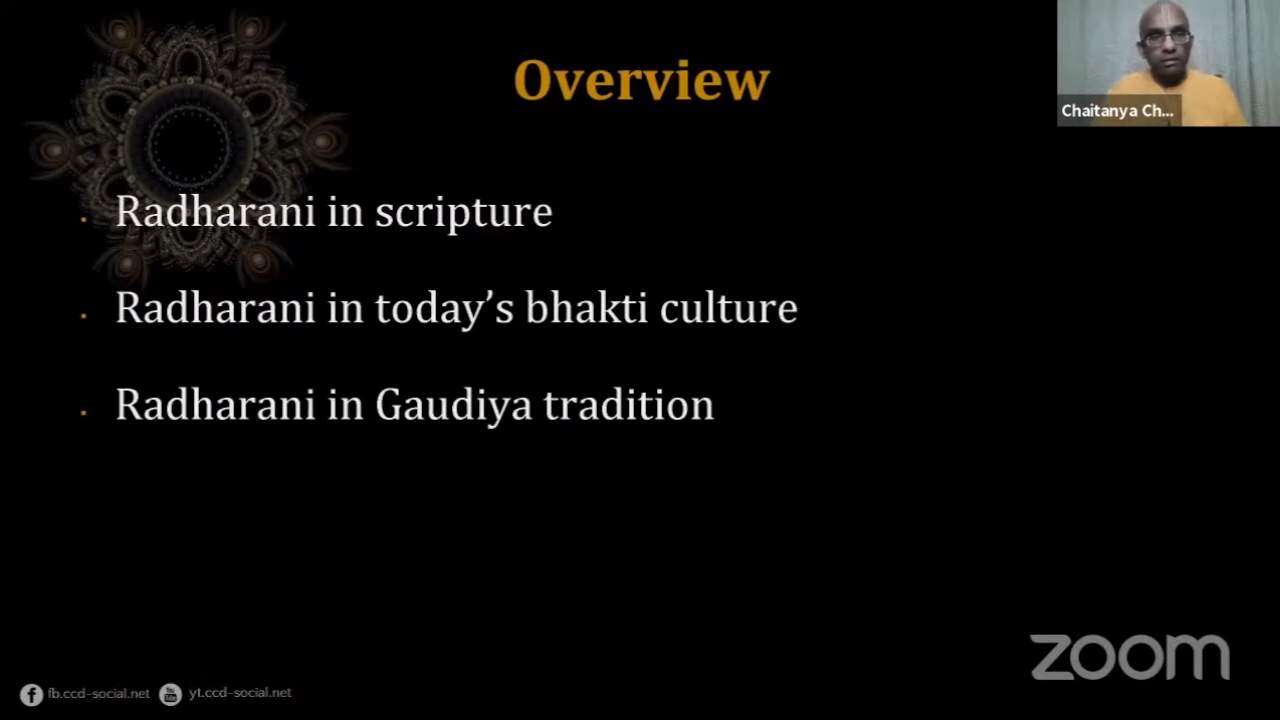 Overview
Chaitanya Ch...
Radharani in scripture
Radharani in today’s bhakti culture
Radharani in Gaudiya tradition
zoom
fb.ccd-social.net
yt.ccd-social.net